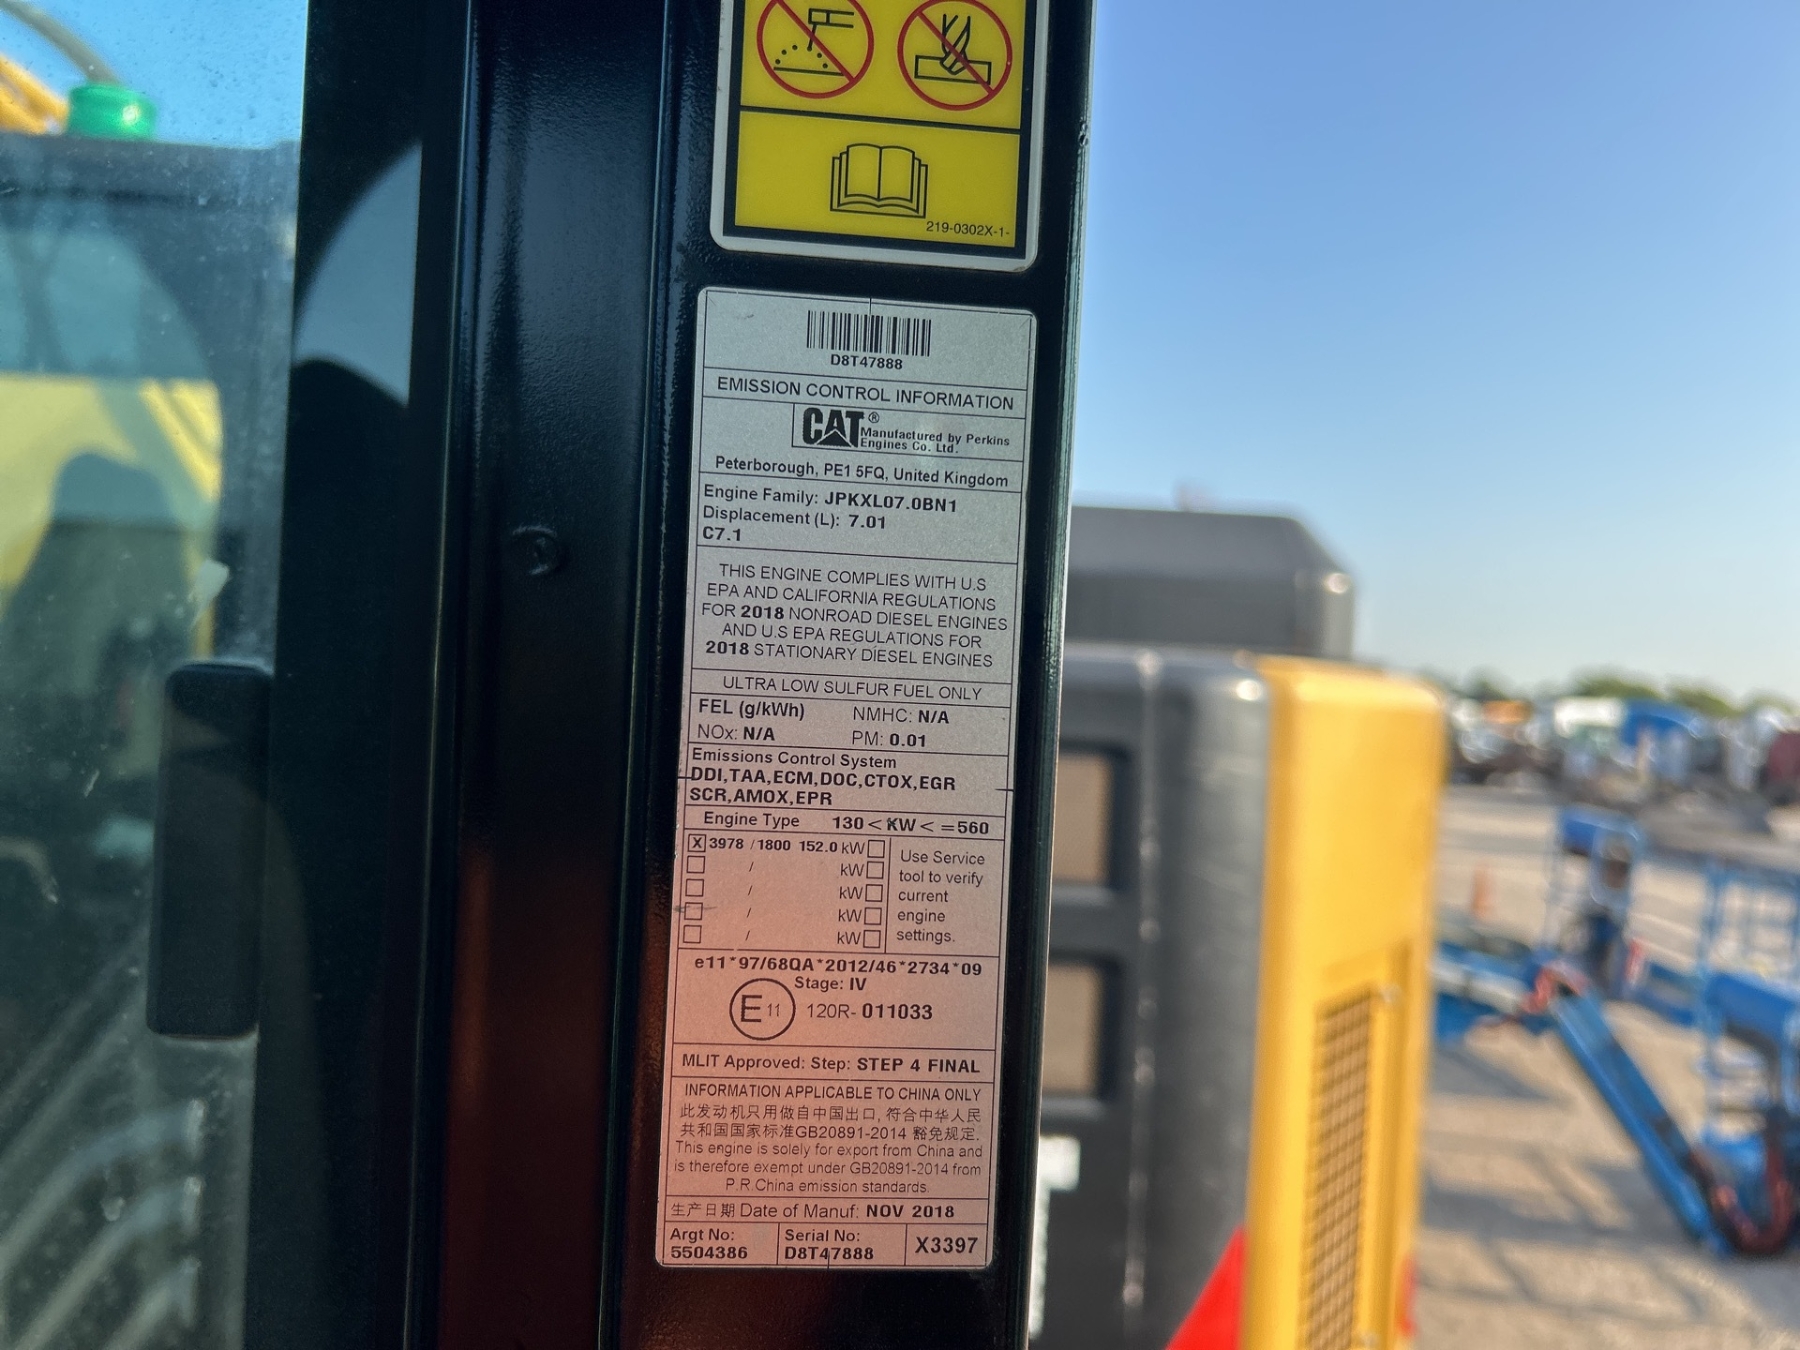 219-0302X-1-
D8T47888
EMISSION CONTROL INFORMATION
CAT® Manufactured by Perkins
Engines Co. Ltd.
Peterborough, PE1 5FQ, United Kingdom
Engine Family: JPKXL07.0BN1
Displacement (L): 7.01
C7.1
THIS ENGINE COMPLIES WITH U.S
EPA AND CALIFORNIA REGULATIONS
FOR 2018 NONROAD DIESEL ENGINES
AND U.S EPA REGULATIONS FOR
2018 STATIONARY DIESEL ENGINES
ULTRA LOW SULFUR FUEL ONLY
FEL (g/kWh) NMHC: N/A
NOx: N/A PM: 0.01
Emissions Control System
DDI,TAA,ECM,DOC,CTOX,EGR
SCR,AMOX,EPR
Engine Type 130<KW<=560
X 3978 /1800 152.0 kW
/ kW
/ kW
/ kW
/ kW
Use Service
tool to verify
current
engine
settings.
e11*97/68QA*2012/46*2734*09
Stage: IV
E 11 120R- 011033
MLIT Approved: Step: STEP 4 FINAL
INFORMATION APPLICABLE TO CHINA ONLY
此发动机只用做自中国出口, 符合中华人民
共和国国家标准GB20891-2014 豁免规定.
This engine is solely for export from China and
is therefore exempt under GB20891-2014 from
P.R.China emission standards.
生产日期 Date of Manuf: NOV 2018
Argt No:
5504386
Serial No:
D8T47888
X3397